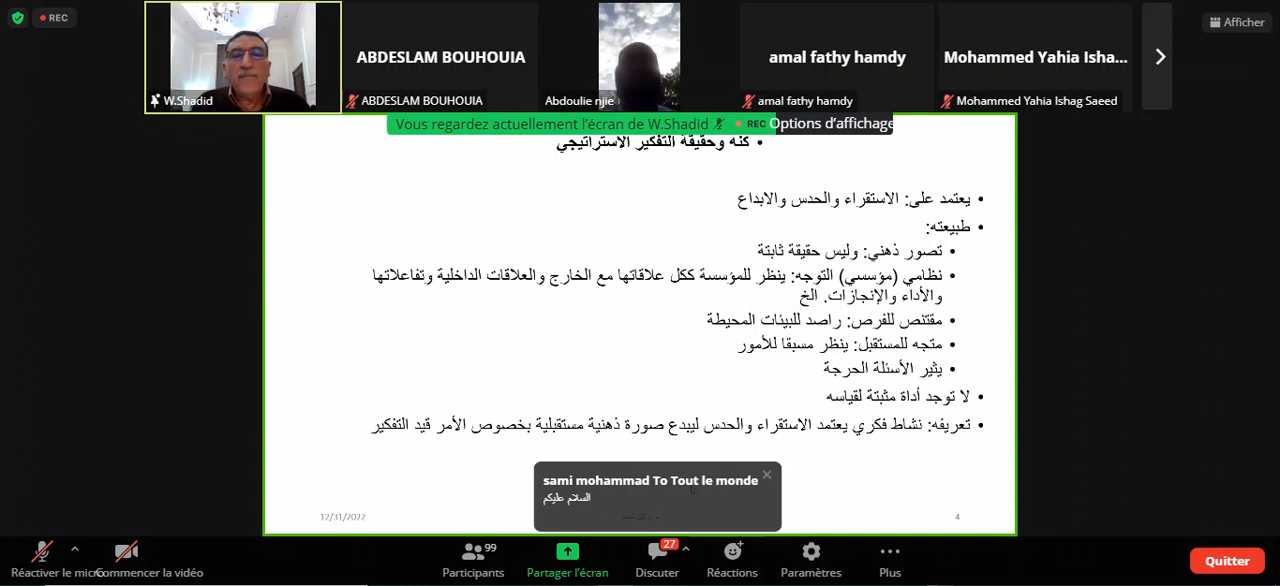 REC
Afficher
W.Shadid
ABDESLAM BOUHOUIA
ABDESLAM BOUHOUIA
Abdoulie njie
amal fathy hamdy
amal fathy hamdy
Mohammed Yahia Isha...
Mohammed Yahia Ishag Saeed
Vous regardez actuellement l'écran de W.Shadid
REC
Options d'affichage
• كنه وحقيقة التفكير الاستراتيجي
• يعتمد على: الاستقراء والحدس والابداع
• طبيعته:
• تصور ذهني: وليس حقيقة ثابتة
• نظامي (مؤسسي) التوجه: ينظر للمؤسسة ككل علاقاتها مع الخارج والعلاقات الداخلية وتفاعلاتها
والأداء والإنجازات. الخ
• مقتنص للفرص: راصد للبيئات المحيطة
• متجه للمستقبل: ينظر مسبقا للأمور
• يثير الأسئلة الحرجة
• لا توجد أداة مثبتة لقياسه
• تعريفه: نشاط فكري يعتمد الاستقراء والحدس ليبدع صورة ذهنية مستقبلية بخصوص الأمر قيد التفكير
sami mohammad To Tout le monde
السلام عليكم
12/31/2022
4
Réactiver le micro
Commencer la vidéo
99
Participants
Partager l'écran
27
Discuter
Réactions
Paramètres
Plus
Quitter